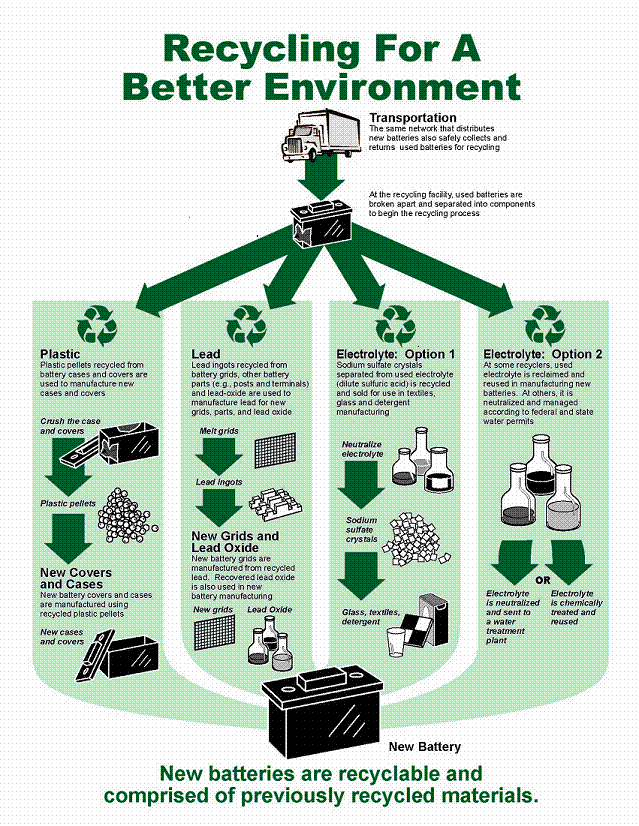 Recycling For A
Better Environment
Transportation
The same network that distributes
new batteries also safely collects and
returns used batteries for recycling
At the recycling facility, used batteries are
broken apart and separated into components
to begin the recycling process
Plastic
Plastic pellets recycled from
battery cases and covers are
used to manufacture new
cases and covers
Crush the case
and covers
Plastic pellets
New Covers
and Cases
New battery covers and cases
are manufactured using
recycled plastic pellets
New cases
and covers
Lead
Lead ingots recycled from
battery grids, other battery
parts (e.g., posts and terminals)
and lead-oxide are used to
manufacture lead for new
grids, parts, and lead oxide
Melt grids
Lead Ingots
New Grids and
Lead Oxide
New battery grids are
manufactured from recycled
lead. Recovered lead oxide
is also used in new
battery manufacturing
New grids
Lead Oxide
Electrolyte: Option 1
Sodium sulfate crystals
separated from used electrolyte
(dilute sulfuric acid) is recycled
and sold for use in textiles,
glass and detergent
manufacturing
Neutralize
electrolyte
Sodium
sulfate
crystals
Glass, textiles,
detergent
Electrolyte: Option 2
At some recyclers, used
electrolyte is reclaimed and
reused in manufacturing new
batteries. At others, it is
neutralized and managed
according to federal and state
water permits
OR
Electrolyte
is neutralized
and sent to
a water
treatment
plant
Electrolyte
is chemically
treated and
reused
New Battery
New batteries are recyclable and
comprised of previously recycled materials.